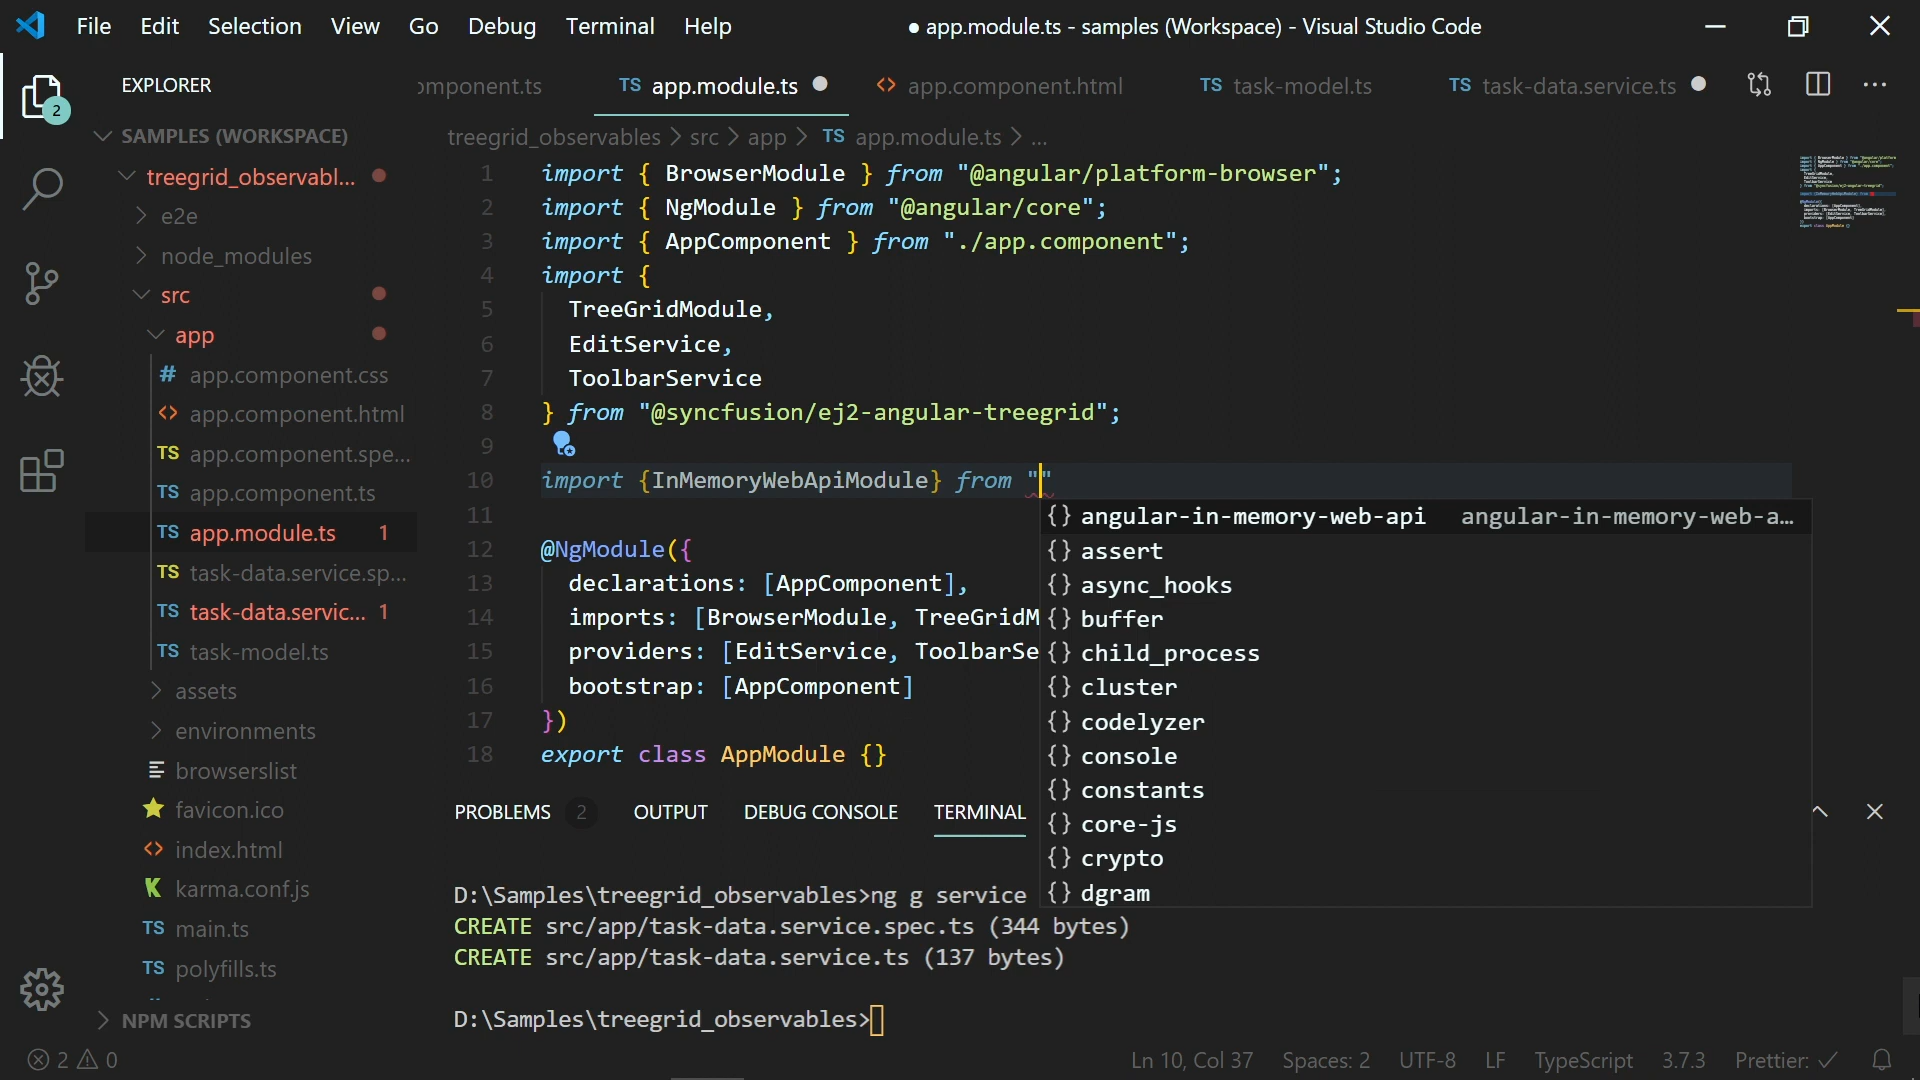 File Edit Selection View Go Debug Terminal Help
● app.module.ts - samples (Workspace) - Visual Studio Code
2
EXPLORER
omponent.ts
TS app.module.ts ●
<> app.component.html
TS task-model.ts
TS task-data.service.ts ●
SAMPLES (WORKSPACE)
treegrid_observabl...
e2e
node_modules
src
app
# app.component.css
<> app.component.html
TS app.component.spe...
TS app.component.ts
TS app.module.ts 1
TS task-data.service.sp...
TS task-data.servic... 1
TS task-model.ts
assets
environments
browserslist
favicon.ico
<> index.html
K karma.conf.js
TS main.ts
TS polyfills.ts
NPM SCRIPTS
treegrid_observables > src > app > TS app.module.ts > ...
1 import { BrowserModule } from "@angular/platform-browser";
2 import { NgModule } from "@angular/core";
3 import { AppComponent } from "./app.component";
4 import {
5 TreeGridModule,
6 EditService,
7 ToolbarService
8 } from "@syncfusion/ej2-angular-treegrid";
9
10 import {InMemoryWebApiModule} from ""
11
12 @NgModule({
13 declarations: [AppComponent],
14 imports: [BrowserModule, TreeGridM
15 providers: [EditService, ToolbarSe
16 bootstrap: [AppComponent]
17 })
18 export class AppModule {}
{} angular-in-memory-web-api angular-in-memory-web-a...
{} assert
{} async_hooks
{} buffer
{} child_process
{} cluster
{} codelyzer
{} console
{} constants
{} core-js
{} crypto
{} dgram
PROBLEMS 2 OUTPUT DEBUG CONSOLE TERMINAL
D:\Samples\treegrid_observables>ng g service
CREATE src/app/task-data.service.spec.ts (344 bytes)
CREATE src/app/task-data.service.ts (137 bytes)
D:\Samples\treegrid_observables>
2 0
Ln 10, Col 37 Spaces: 2 UTF-8 LF TypeScript 3.7.3 Prettier: ✓